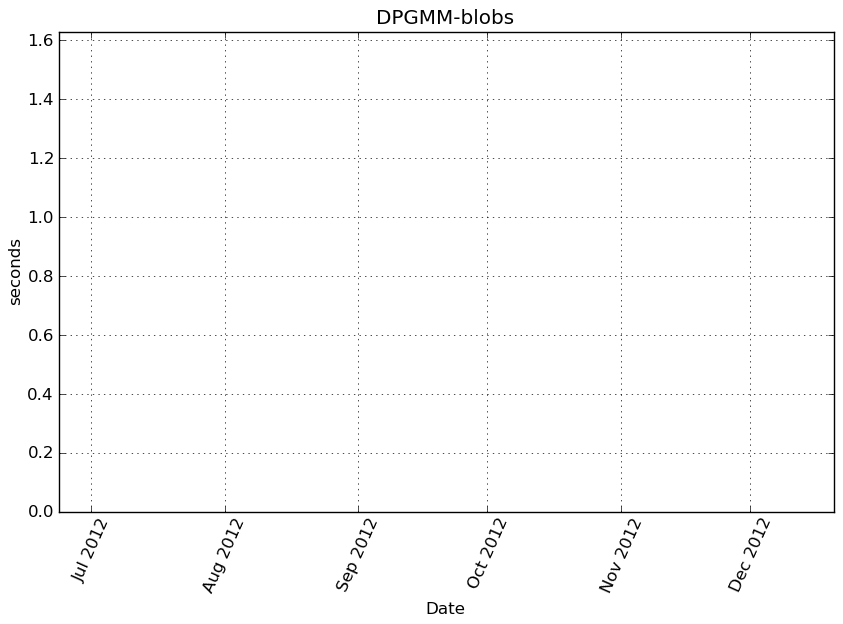 DPGMM-blobs
1.6
1.4
1.2
1.0
0.8
0.6
0.4
0.2
0.0
seconds
Jul 2012
Aug 2012
Sep 2012
Oct 2012
Nov 2012
Dec 2012
Date